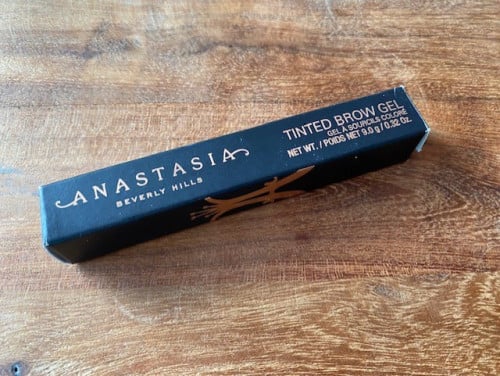 ANASTASIA
BEVERLY HILLS
TINTED BROW GEL
GEL A SOURCILS COLORÉ
NET WT. / POIDS NET 9.0 g / 0.32 Oz.